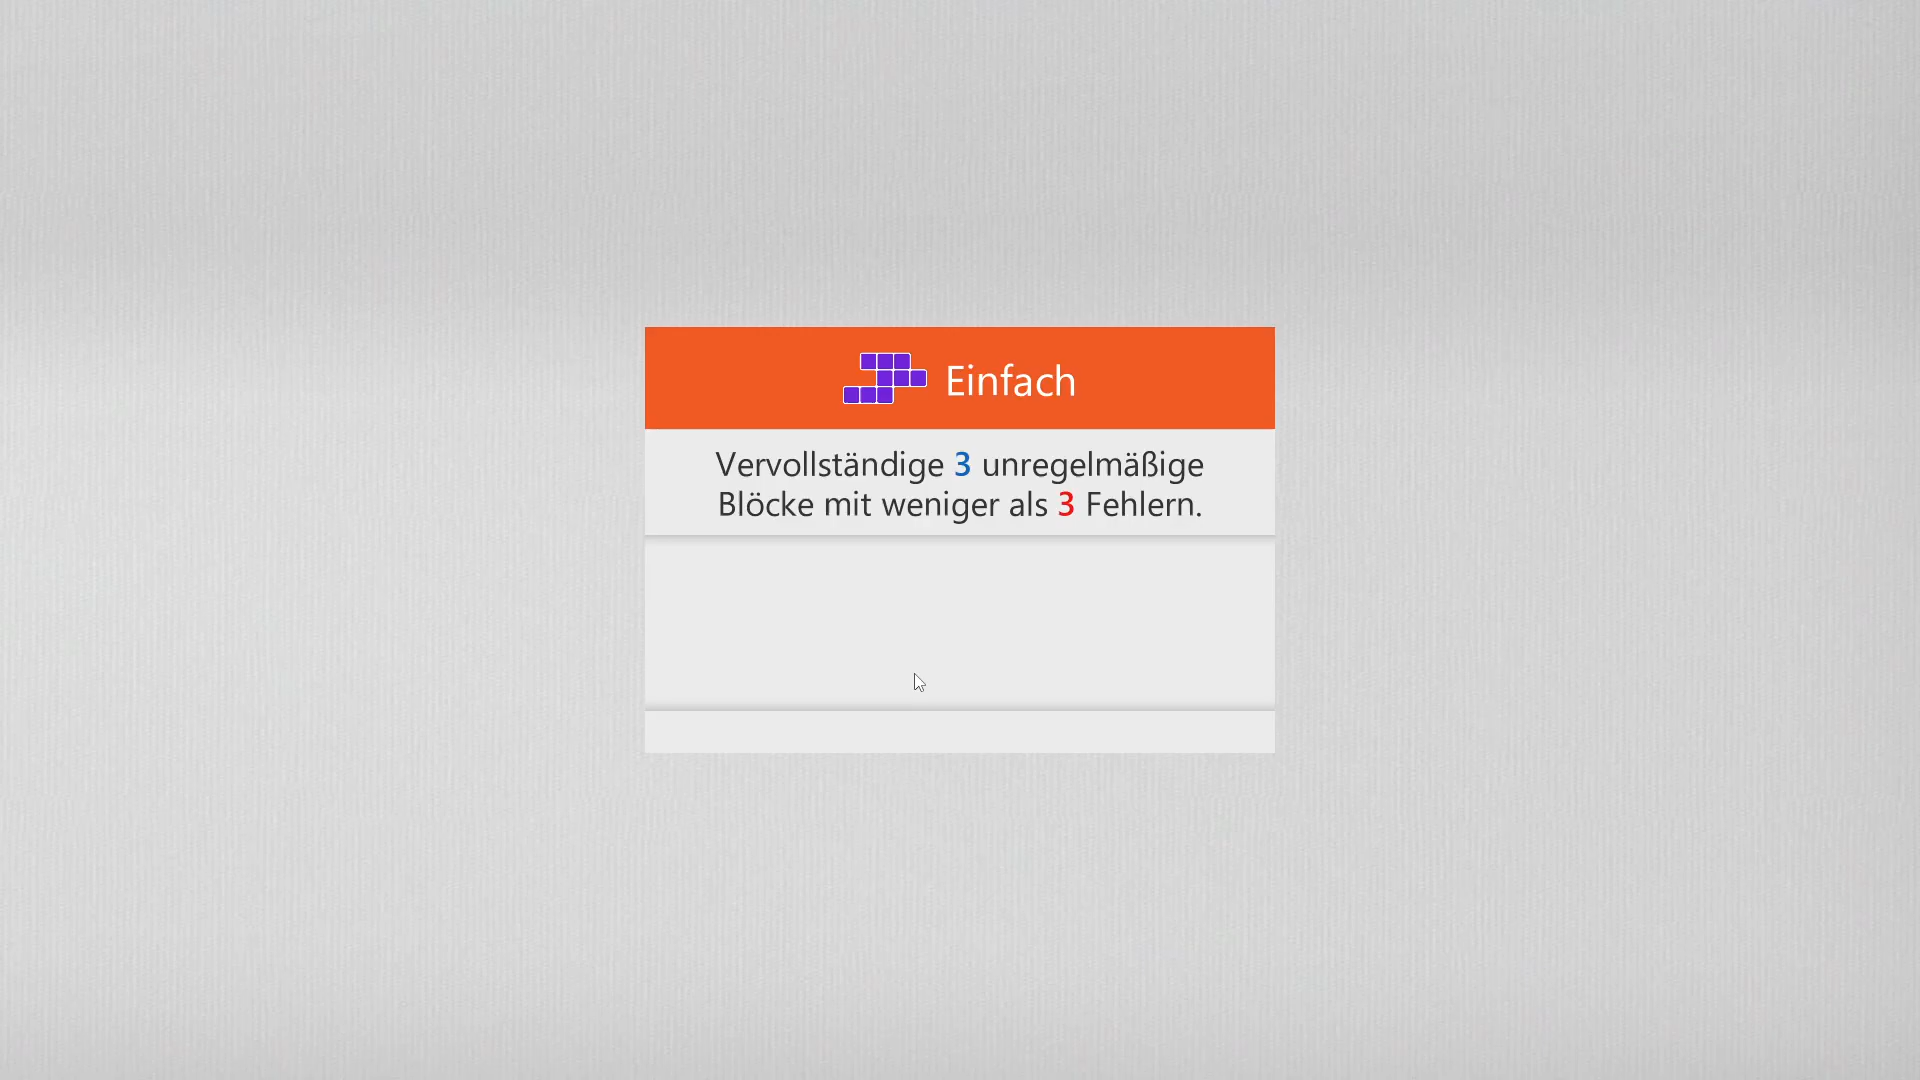 Einfach
Vervollständige 3 unregelmäßige
Blöcke mit weniger als 3 Fehlern.